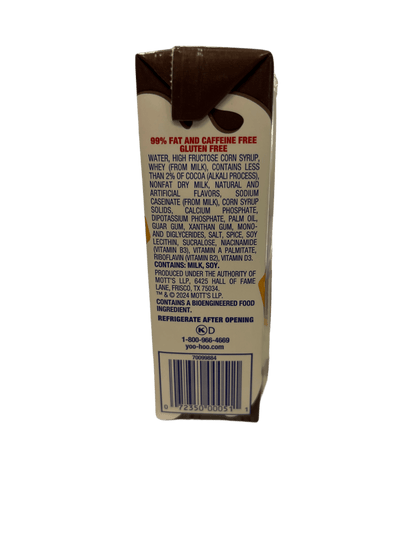 99% FAT AND CAFFEINE FREE
GLUTEN FREE
WATER, HIGH FRUCTOSE CORN SYRUP,
WHEY (FROM MILK), CONTAINS LESS
THAN 2% OF COCOA (ALKALI PROCESS),
NONFAT DRY MILK, NATURAL AND
ARTIFICIAL FLAVORS, SODIUM
CASEINATE (FROM MILK), CORN SYRUP
SOLIDS, CALCIUM PHOSPHATE,
DIPOTASSIUM PHOSPHATE, PALM OIL,
GUAR GUM, XANTHAN GUM, MONO-
AND DIGLYCERIDES, SALT, SPICE, SOY
LECITHIN, SUCRALOSE, NIACINAMIDE
(VITAMIN B3), VITAMIN A PALMITATE,
RIBOFLAVIN (VITAMIN B2), VITAMIN D3.
CONTAINS: MILK, SOY.
PRODUCED UNDER THE AUTHORITY OF
MOTT'S LLP, 6425 HALL OF FAME
LANE, FRISCO, TX 75034.
™ & © 2024 MOTT'S LLP.
CONTAINS A BIOENGINEERED FOOD
INGREDIENT.
REFRIGERATE AFTER OPENING
K D
1-800-966-4669
yoo-hoo.com
70099884
0 72350 00051 1